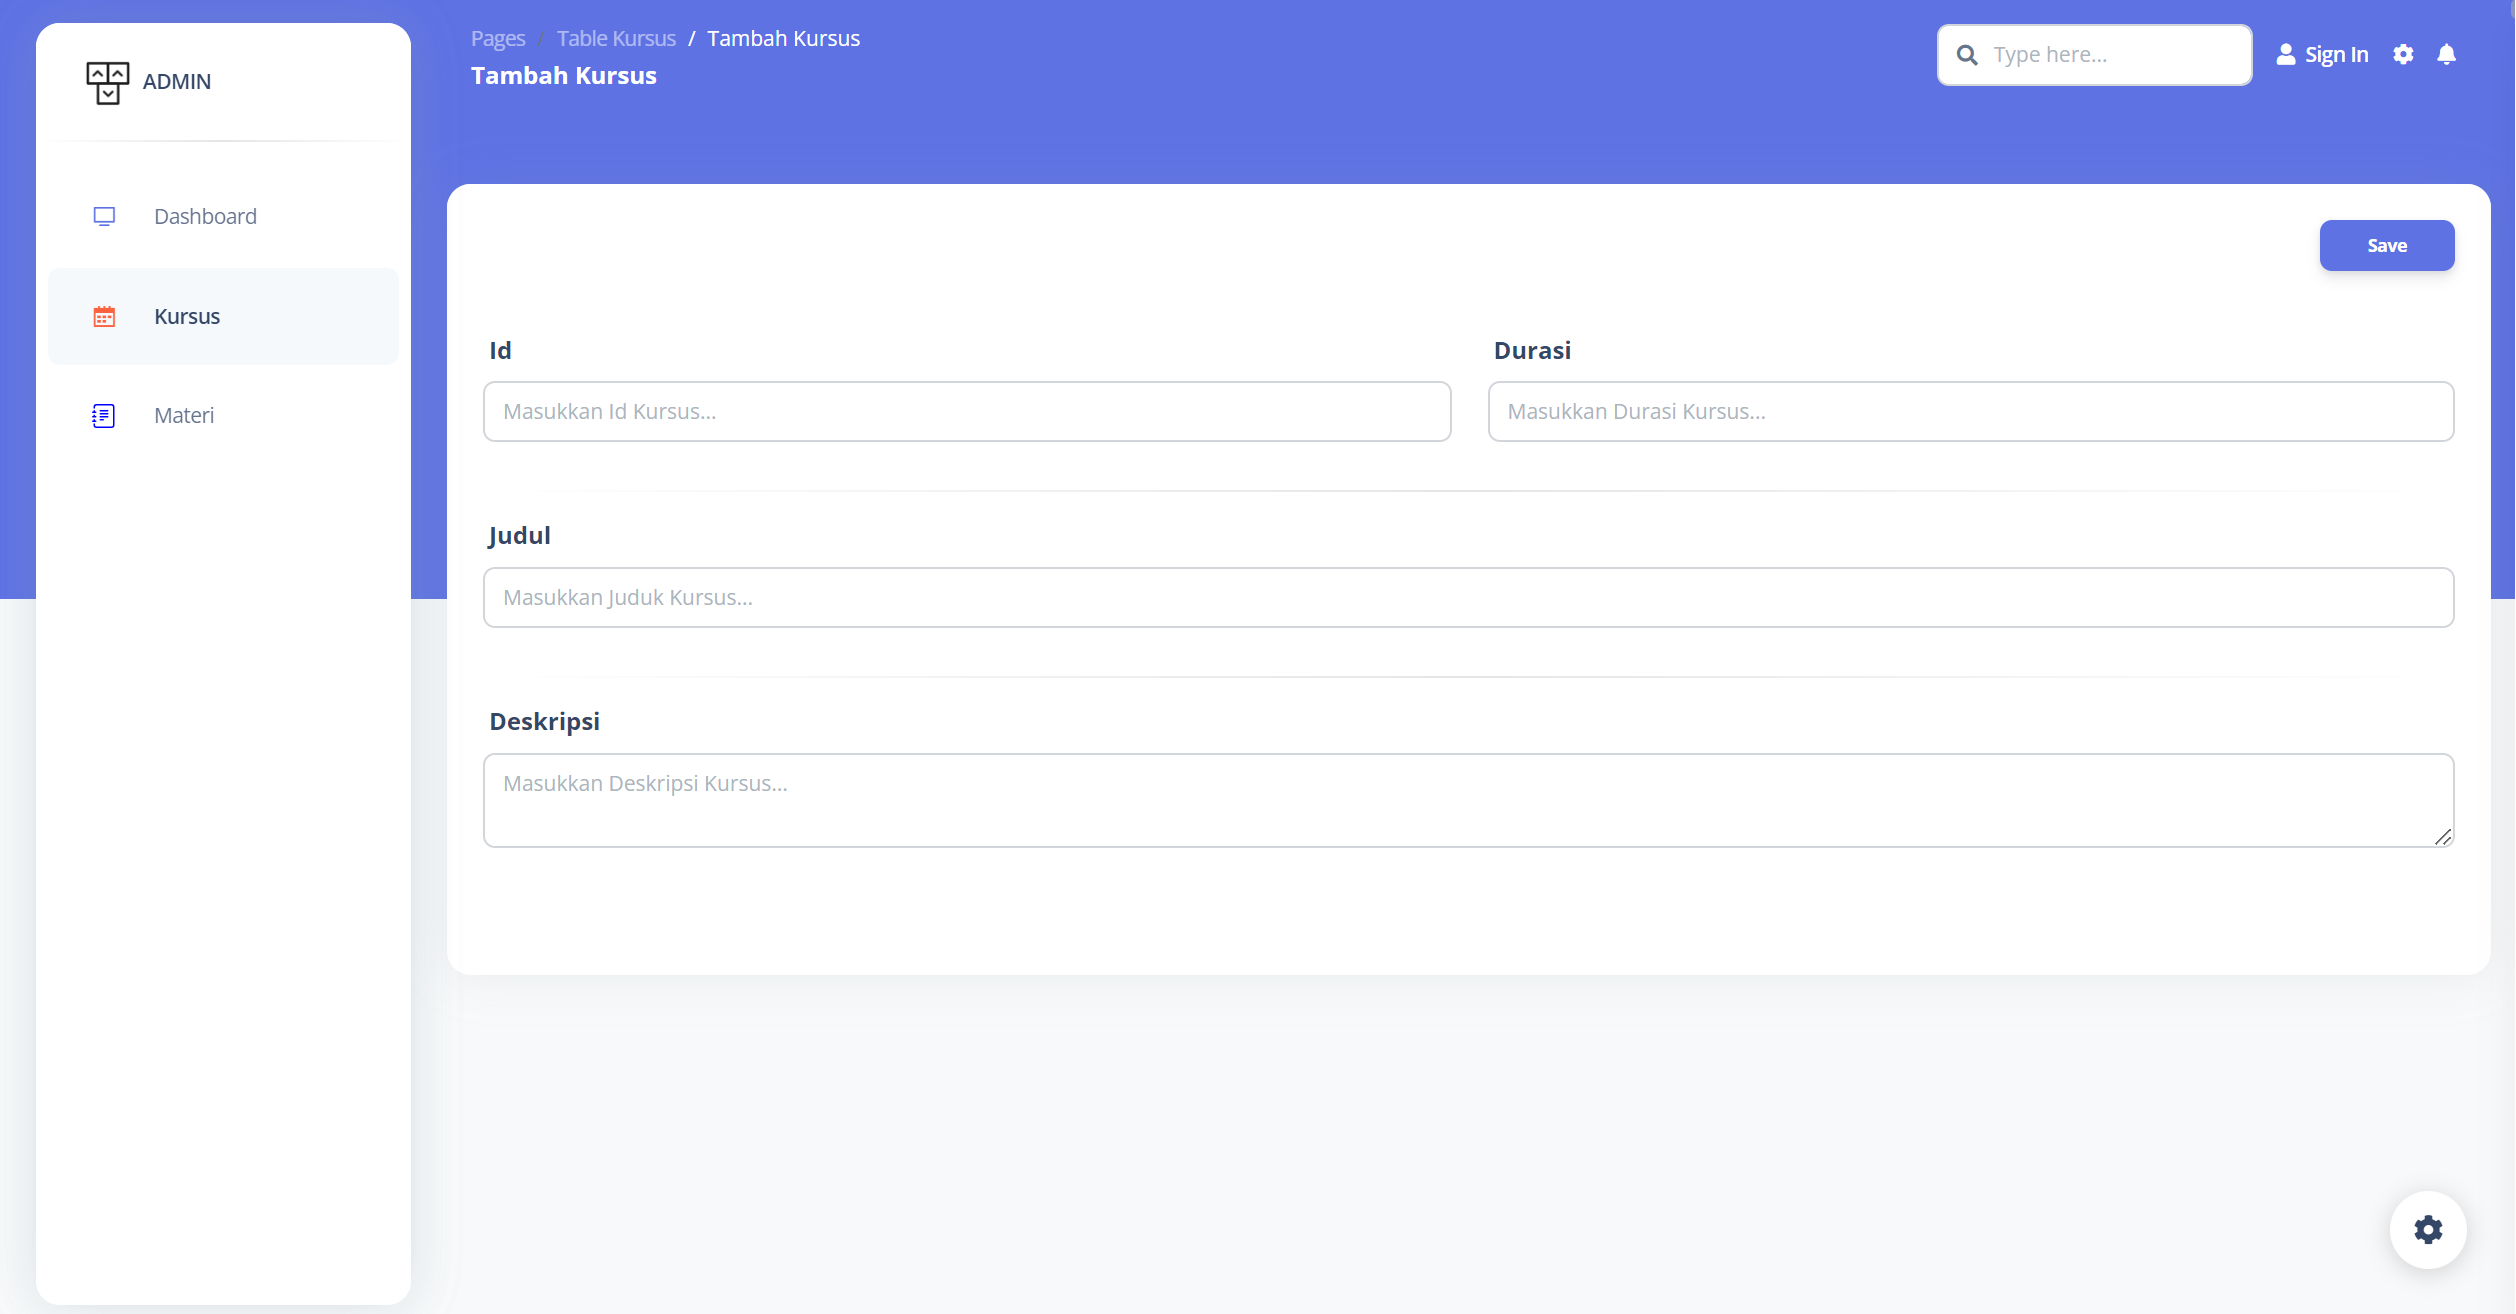 ADMIN
Dashboard
Kursus
Materi
Pages / Table Kursus / Tambah Kursus
Tambah Kursus
Type here...
Sign In
Save
Id
Masukkan Id Kursus...
Durasi
Masukkan Durasi Kursus...
Judul
Masukkan Juduk Kursus...
Deskripsi
Masukkan Deskripsi Kursus...